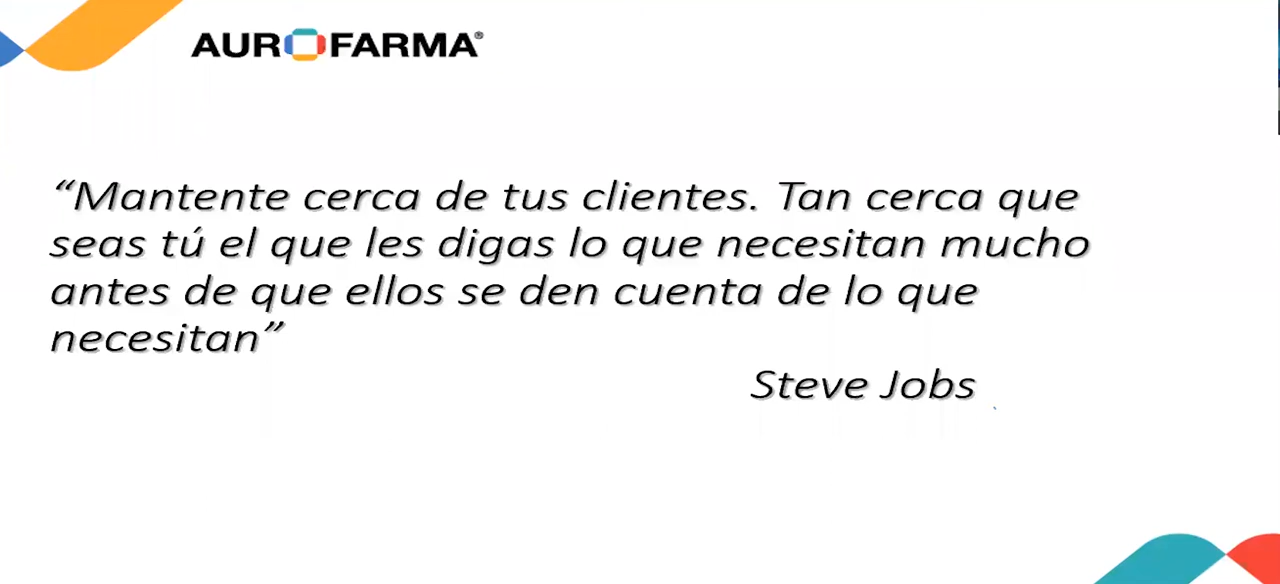 AUROFARMA®
“Mantente cerca de tus clientes. Tan cerca que
seas tú el que les digas lo que necesitan mucho
antes de que ellos se den cuenta de lo que
necesitan”
Steve Jobs